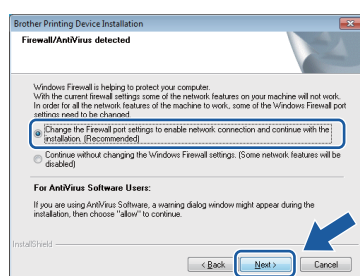 Brother Printing Device Installation
Firewall/AntiVirus detected
Windows Firewall is helping to protect your computer.
With the current firewall settings some of the network features on your machine will not work.
In order for all the network features of the machine to work, some of the Windows Firewall port
settings need to be changed.
Change the Firewall port settings to enable network connection and continue with the
installation. (Recommended)
Continue without changing the Windows Firewall settings. (Some network features will be
disabled)
For AntiVirus Software Users:
If you are using AntiVirus Software, a warning dialog window might appear during the
installation, then choose "allow" to continue.
InstallShield
< Back
Next >
Cancel